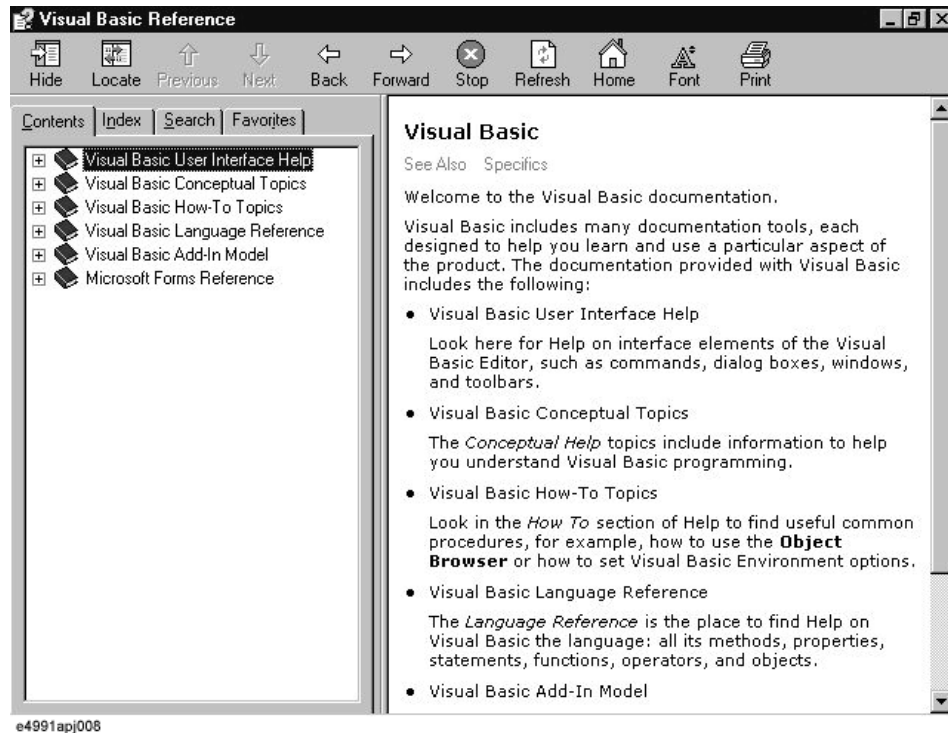 Visual Basic Reference
Hide Locate Previous Next Back Forward Stop Refresh Home Font Print
Contents Index Search Favorites
Visual Basic User Interface Help
Visual Basic Conceptual Topics
Visual Basic How-To Topics
Visual Basic Language Reference
Visual Basic Add-In Model
Microsoft Forms Reference
Visual Basic
See Also Specifics
Welcome to the Visual Basic documentation.
Visual Basic includes many documentation tools, each
designed to help you learn and use a particular aspect of
the product. The documentation provided with Visual Basic
includes the following:
● Visual Basic User Interface Help
Look here for Help on interface elements of the Visual
Basic Editor, such as commands, dialog boxes, windows,
and toolbars.
● Visual Basic Conceptual Topics
The Conceptual Help topics include information to help
you understand Visual Basic programming.
● Visual Basic How-To Topics
Look in the How To section of Help to find useful common
procedures, for example, how to use the Object
Browser or how to set Visual Basic Environment options.
● Visual Basic Language Reference
The Language Reference is the place to find Help on
Visual Basic the language: all its methods, properties,
statements, functions, operators, and objects.
● Visual Basic Add-In Model
e4991apj008